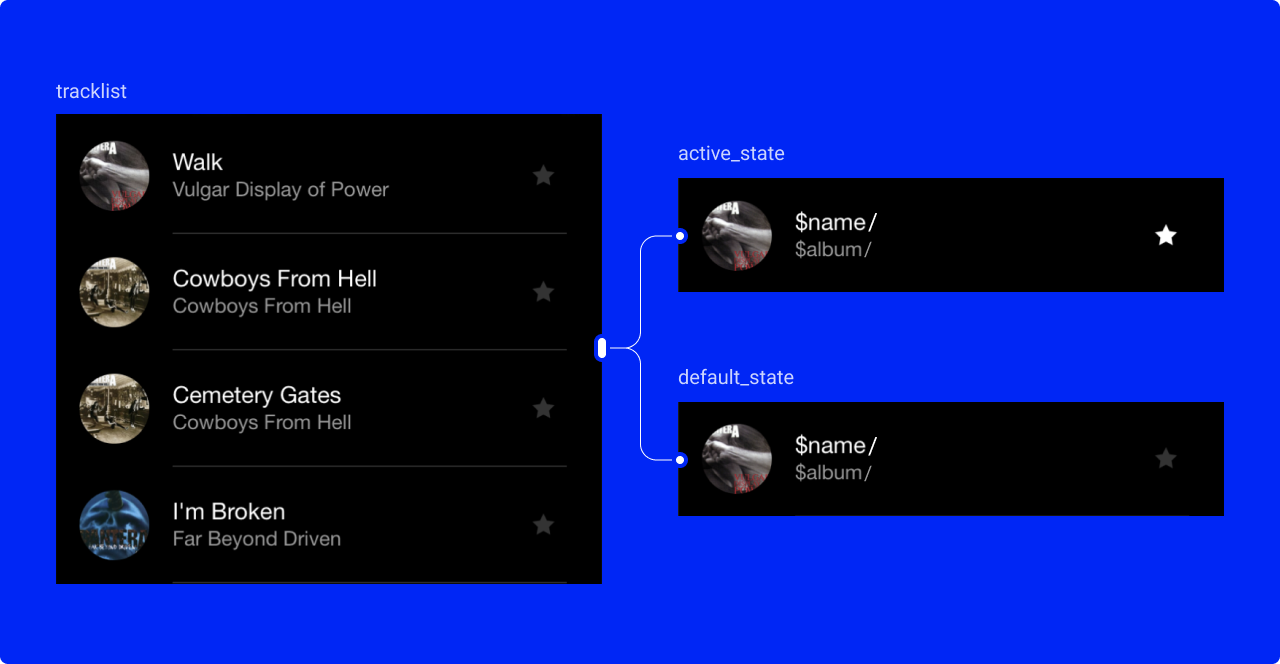 tracklist
Walk
Vulgar Display of Power
Cowboys From Hell
Cowboys From Hell
Cemetery Gates
Cowboys From Hell
I'm Broken
Far Beyond Driven
active_state
$name/
$album/
default_state
$name/
$album/